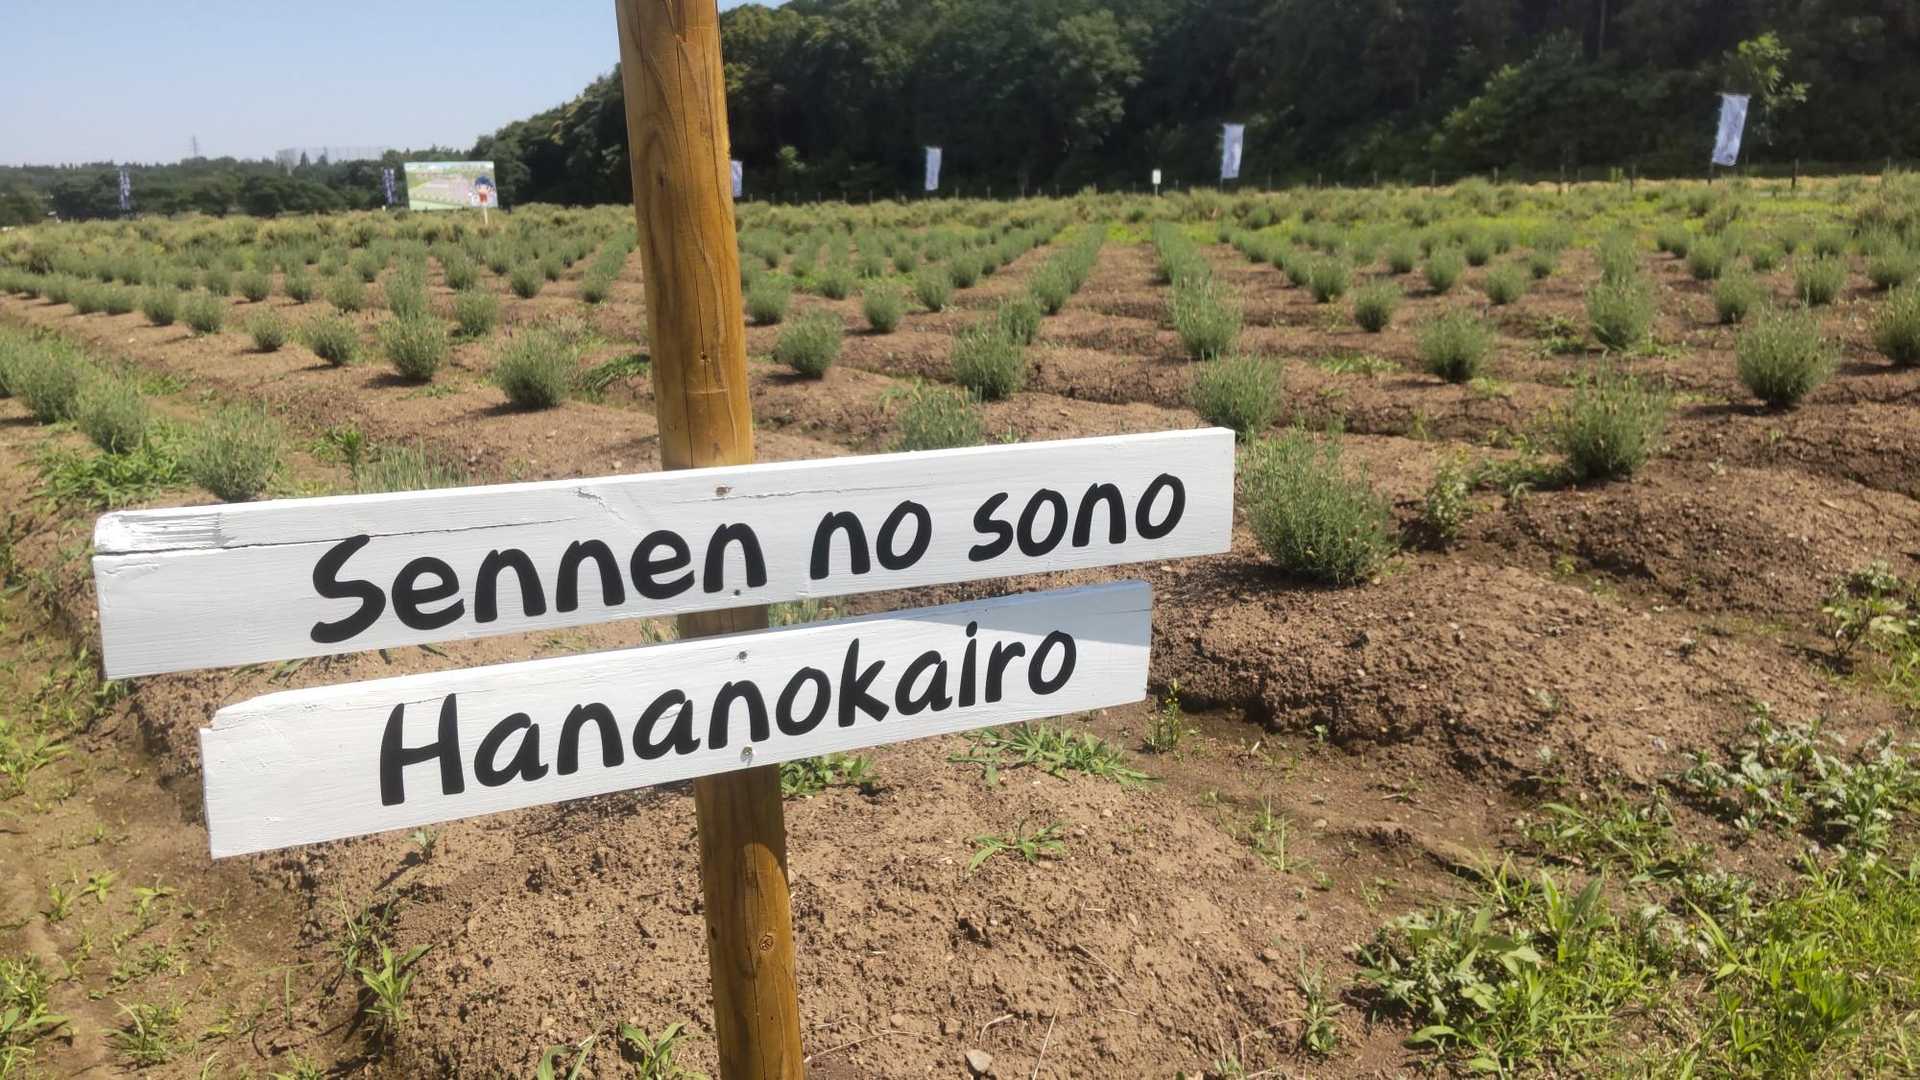 Sennen no sono
Hananokairo